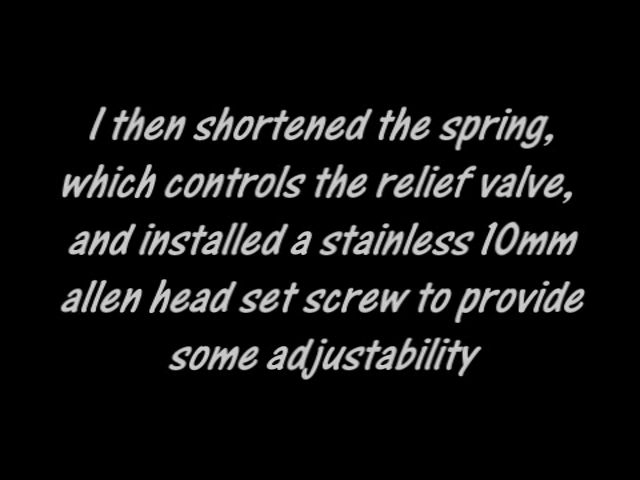 I then shortened the spring,
which controls the relief valve,
and installed a stainless 10mm
allen head set screw to provide
some adjustability